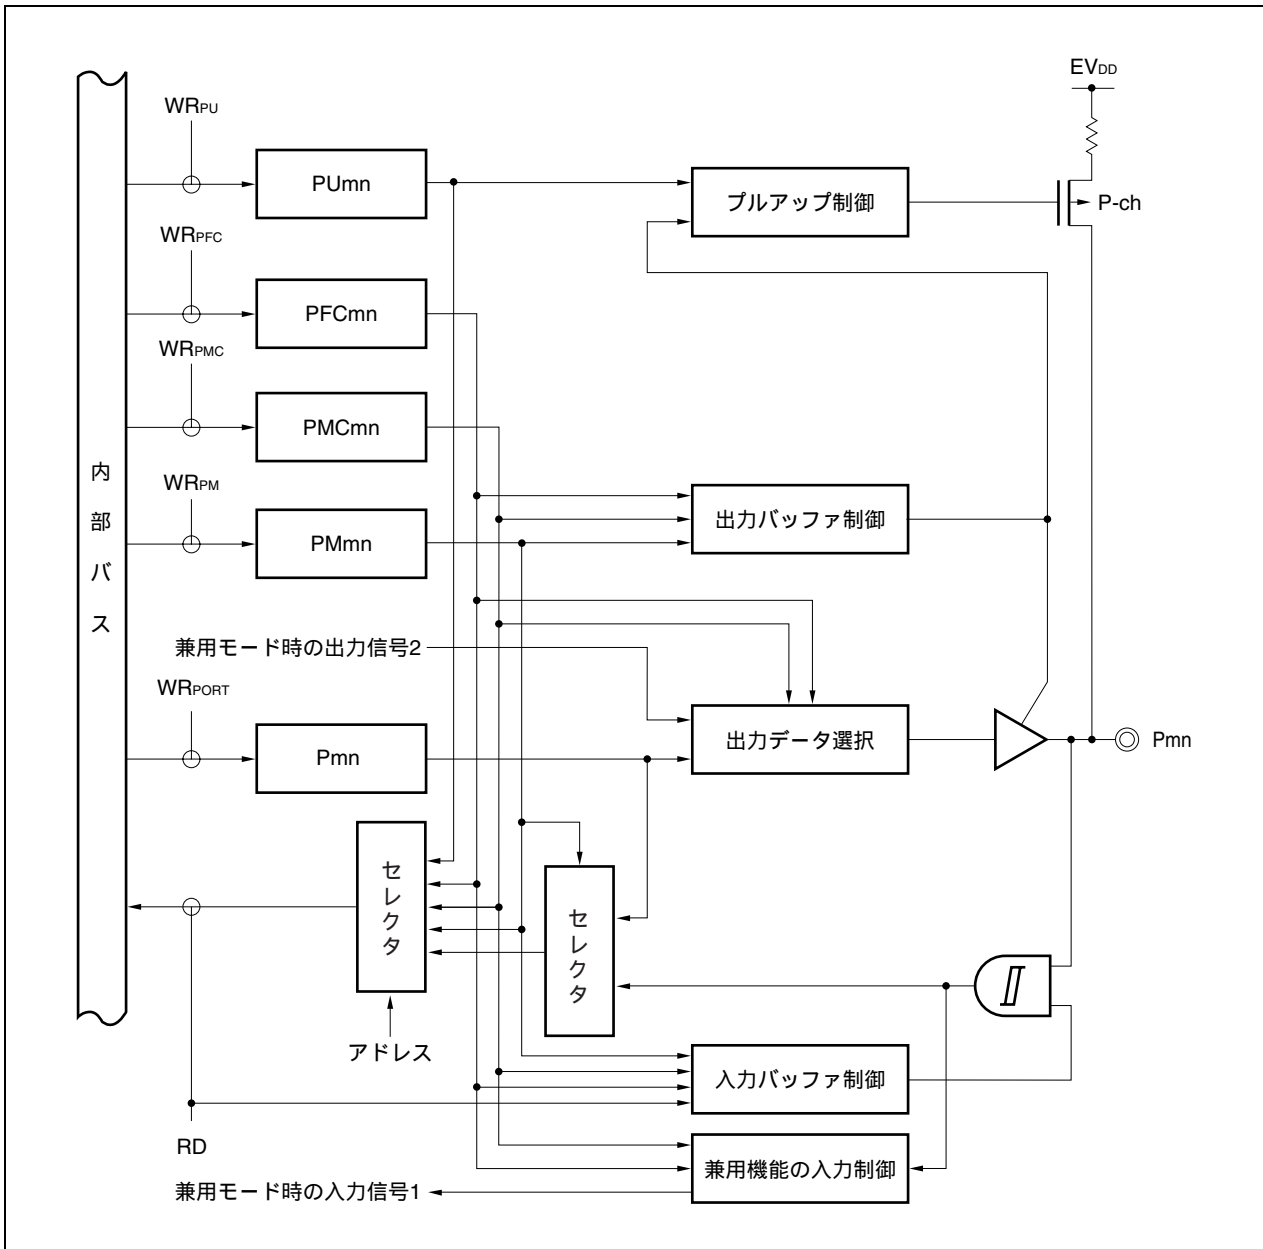 EVDD
WRPU
PUmn
プルアップ制御
P-ch
WRPFC
PFCmn
WRPMC
PMCmn
内部バス
WRPM
PMmn
出力バッファ制御
兼用モード時の出力信号2
WRPORT
Pmn
出力データ選択
Pmn
セレクタ
セレクタ
アドレス
入力バッファ制御
RD
兼用機能の入力制御
兼用モード時の入力信号1